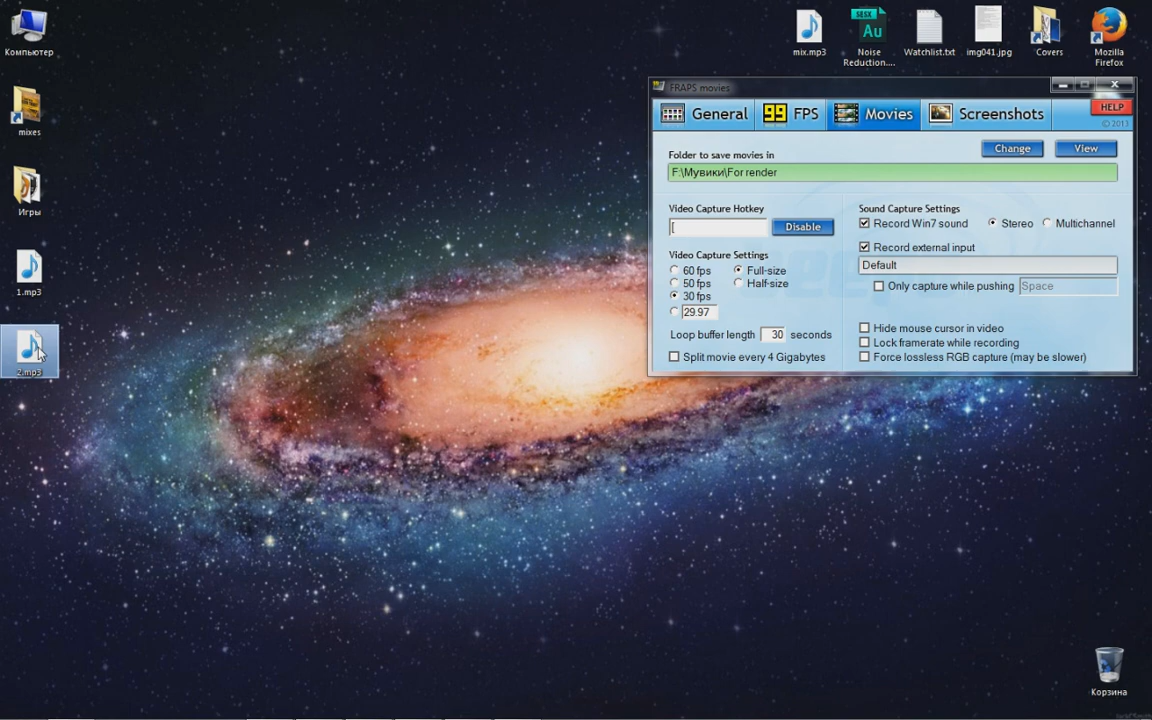 Компьютер
mixes
Игры
1.mp3
2.mp3
mix.mp3
SESX
Au
Noise
Reduction....
Watchlist.txt
img041.jpg
Covers
Mozilla
Firefox
FRAPS movies
General
99 FPS
Movies
Screenshots
HELP
© 2013
Folder to save movies in
Change
View
F:\Мувики\For render
Video Capture Hotkey
[
Disable
Video Capture Settings
60 fps
50 fps
30 fps
29.97
Full-size
Half-size
Loop buffer length 30 seconds
Split movie every 4 Gigabytes
Sound Capture Settings
Record Win7 sound
Stereo
Multichannel
Record external input
Default
Only capture while pushing
Space
Hide mouse cursor in video
Lock framerate while recording
Force lossless RGB capture (may be slower)
Корзина